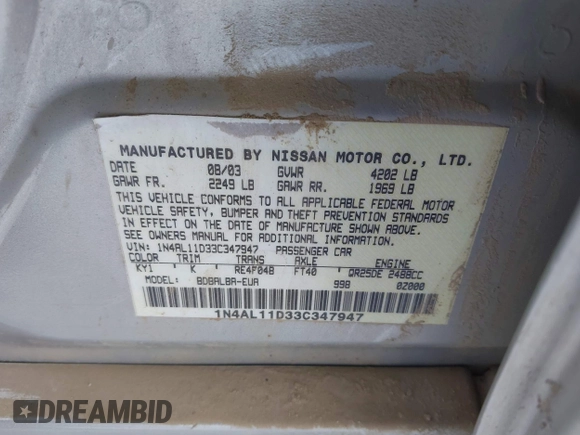 MANUFACTURED BY NISSAN MOTOR CO., LTD.
DATE 08/03 GVWR 4202 LB
GAWR FR. 2249 LB GAWR RR. 1969 LB
THIS VEHICLE CONFORMS TO ALL APPLICABLE FEDERAL MOTOR
VEHICLE SAFETY, BUMPER AND THEFT PREVENTION STANDARDS
IN EFFECT ON THE DATE OF MANUFACTURE SHOWN ABOVE.
SEE OWNERS MANUAL FOR ADDITIONAL INFORMATION.
VIN: 1N4AL11D33C347947 PASSENGER CAR
COLOR TRIM TRANS AXLE ENGINE
KY1 K RE4F04B FT40 QR25DE 2488CC
MODEL: BDBALBA-EUA 998 02000
1N4AL11D33C347947
DREAMBID